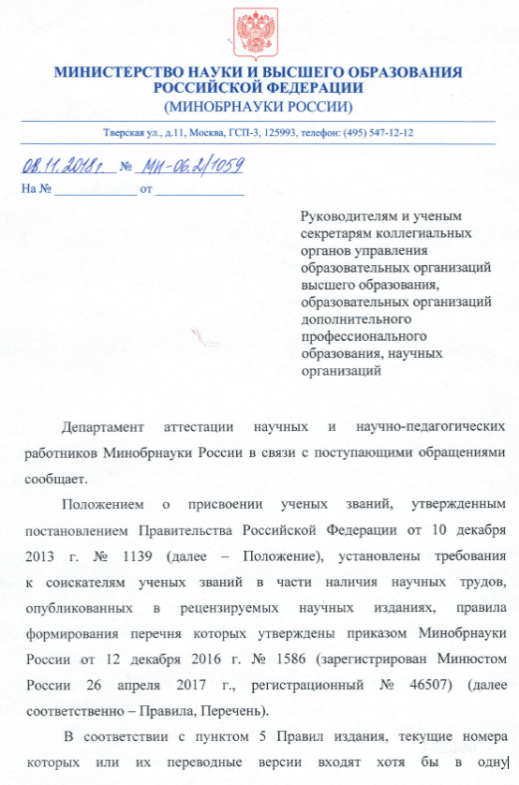 МИНИСТЕРСТВО НАУКИ И ВЫСШЕГО ОБРАЗОВАНИЯ
РОССИЙСКОЙ ФЕДЕРАЦИИ
(МИНОБРНАУКИ РОССИИ)
Тверская ул., д.11, Москва, ГСП-3, 125993, телефон: (495) 547-12-12
08.11.2018г. № МН-06.2/1059
На № ____________ от ____________
Руководителям и ученым
секретарям коллегиальных
органов управления
образовательных организаций
высшего образования,
образовательных организаций
дополнительного
профессионального
образования, научных
организаций
Департамент аттестации научных и научно-педагогических
работников Минобрнауки России в связи с поступающими обращениями
сообщает.
Положением о присвоении ученых званий, утвержденным
постановлением Правительства Российской Федерации от 10 декабря
2013 г. № 1139 (далее – Положение), установлены требования
к соискателям ученых званий в части наличия научных трудов,
опубликованных в рецензируемых научных изданиях, правила
формирования перечня которых утверждены приказом Минобрнауки
России от 12 декабря 2016 г. № 1586 (зарегистрирован Минюстом
России 26 апреля 2017 г., регистрационный № 46507) (далее
соответственно – Правила, Перечень).
В соответствии с пунктом 5 Правил издания, текущие номера
которых или их переводные версии входят хотя бы в одну